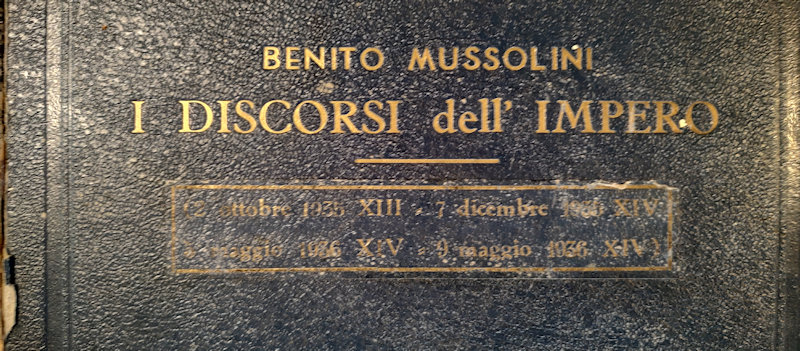 BENITO MUSSOLINI
I DISCORSI dell' IMPERO
(2 ottobre 1935 XIII - 7 dicembre XIV)
maggio 1936 XIV - 9 maggio 1936 XIV)